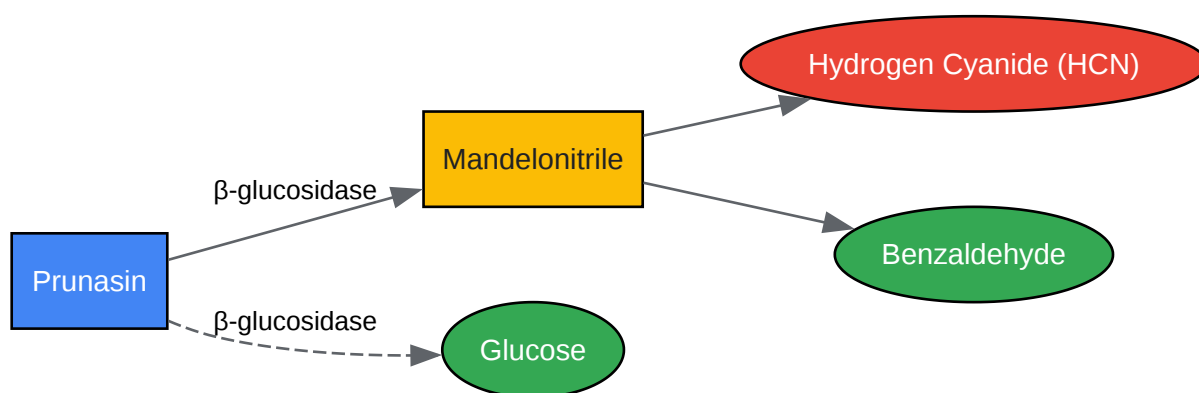 Hydrogen Cyanide (HCN)
Mandelonitrile
β-glucosidase
Benzaldehyde
Prunasin
β-glucosidase
Glucose